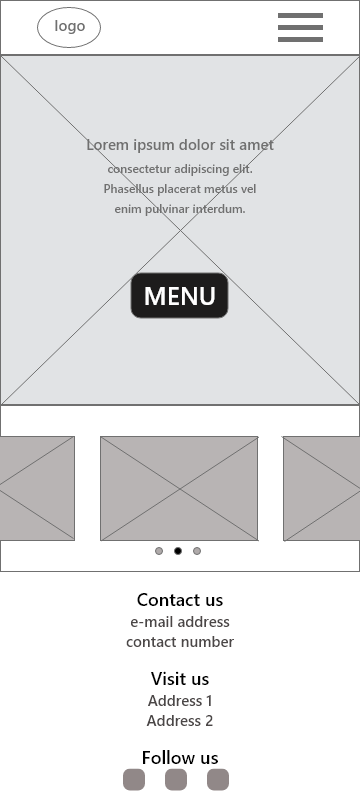 logo
Lorem ipsum dolor sit amet
consectetur adipiscing elit.
Phasellus placerat metus vel
enim pulvinar interdum.
MENU
Contact us
e-mail address
contact number
Visit us
Address 1
Address 2
Follow us